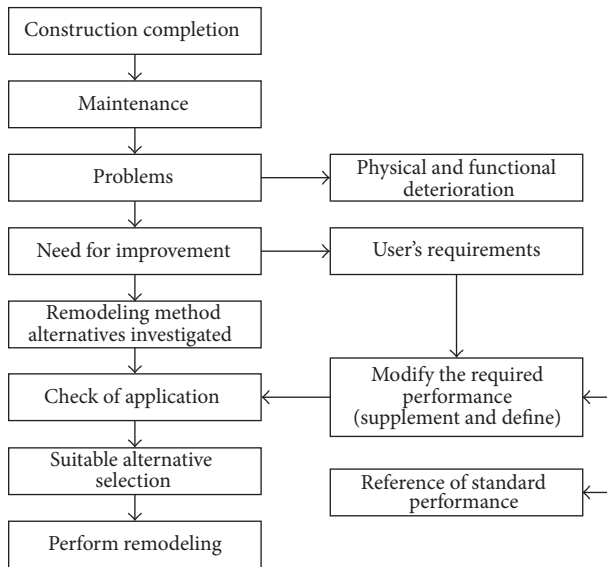 Construction completion
Maintenance
Problems
Physical and functional
deterioration
Need for improvement
User's requirements
Remodeling method
alternatives investigated
Check of application
Modify the required
performance
(supplement and define)
Suitable alternative
selection
Reference of standard
performance
Perform remodeling